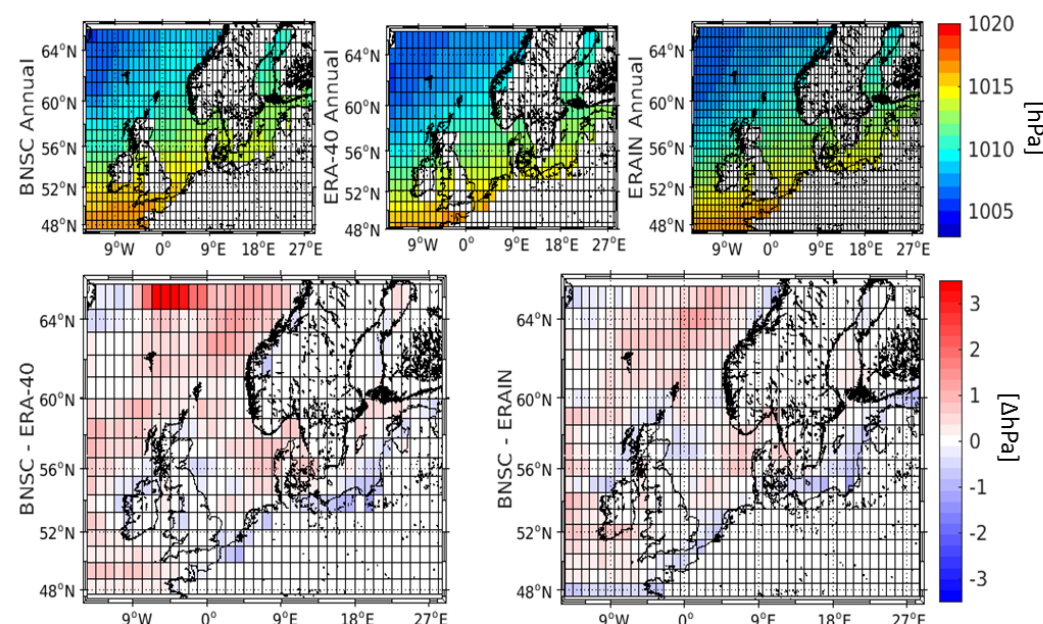 BNSC Annual
64°N
60°N
56°N
52°N
48°N
9°W 0° 9°E 18°E 27°E
ERA-40 Annual
64°N
60°N
56°N
52°N
48°N
9°W 0° 9°E 18°E 27°E
ERAIN Annual
64°N
60°N
56°N
52°N
48°N
9°W 0° 9°E 18°E 27°E
1020
1015
1010
1005
[hPa]
BNSC - ERA-40
64°N
60°N
56°N
52°N
48°N
9°W 0° 9°E 18°E 27°E
BNSC - ERAIN
64°N
60°N
56°N
52°N
48°N
9°W 0° 9°E 18°E 27°E
3
2
1
0
-1
-2
-3
[ΔhPa]